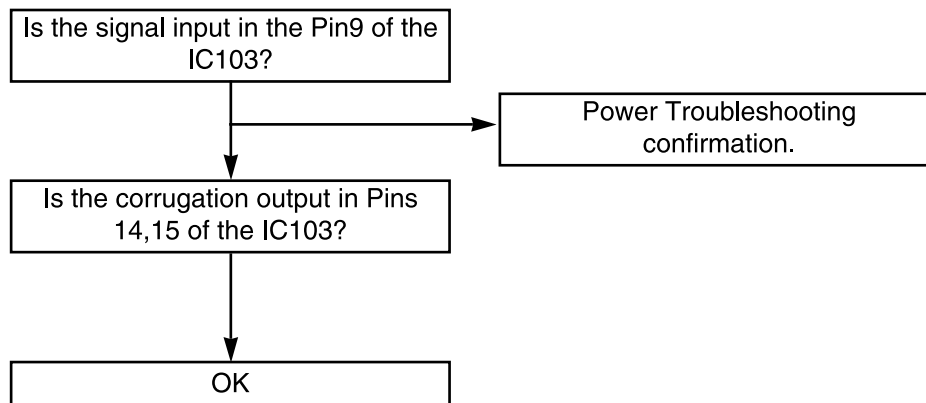 Is the signal input in the Pin9 of the
IC103?
Power Troubleshooting
confirmation.
Is the corrugation output in Pins
14,15 of the IC103?
OK